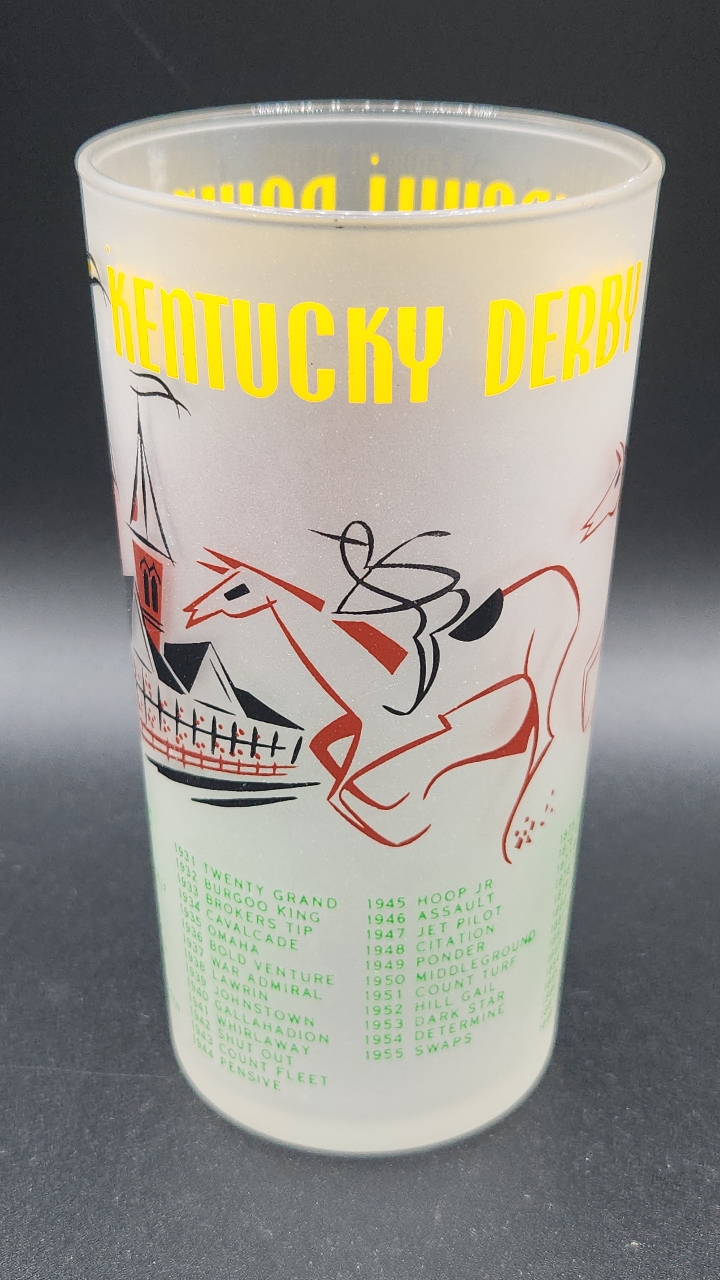 KENTUCKY DERBY
1931 TWENTY GRAND
1932 BURGOO KING
1933 BROKERS TIP
1934 CAVALCADE
1935 OMAHA
1936 BOLD VENTURE
1937 WAR ADMIRAL
1938 LAWRIN
1939 JOHNSTOWN
1940 GALLAHADION
1941 WHIRLAWAY
1942 SHUT OUT
1943 COUNT FLEET
1944 PENSIVE
1945 HOOP JR
1946 ASSAULT
1947 JET PILOT
1948 CITATION
1949 PONDER
1950 MIDDLEGROUND
1951 COUNT TURF
1952 HILL GAIL
1953 DARK STAR
1954 DETERMINE
1955 SWAPS